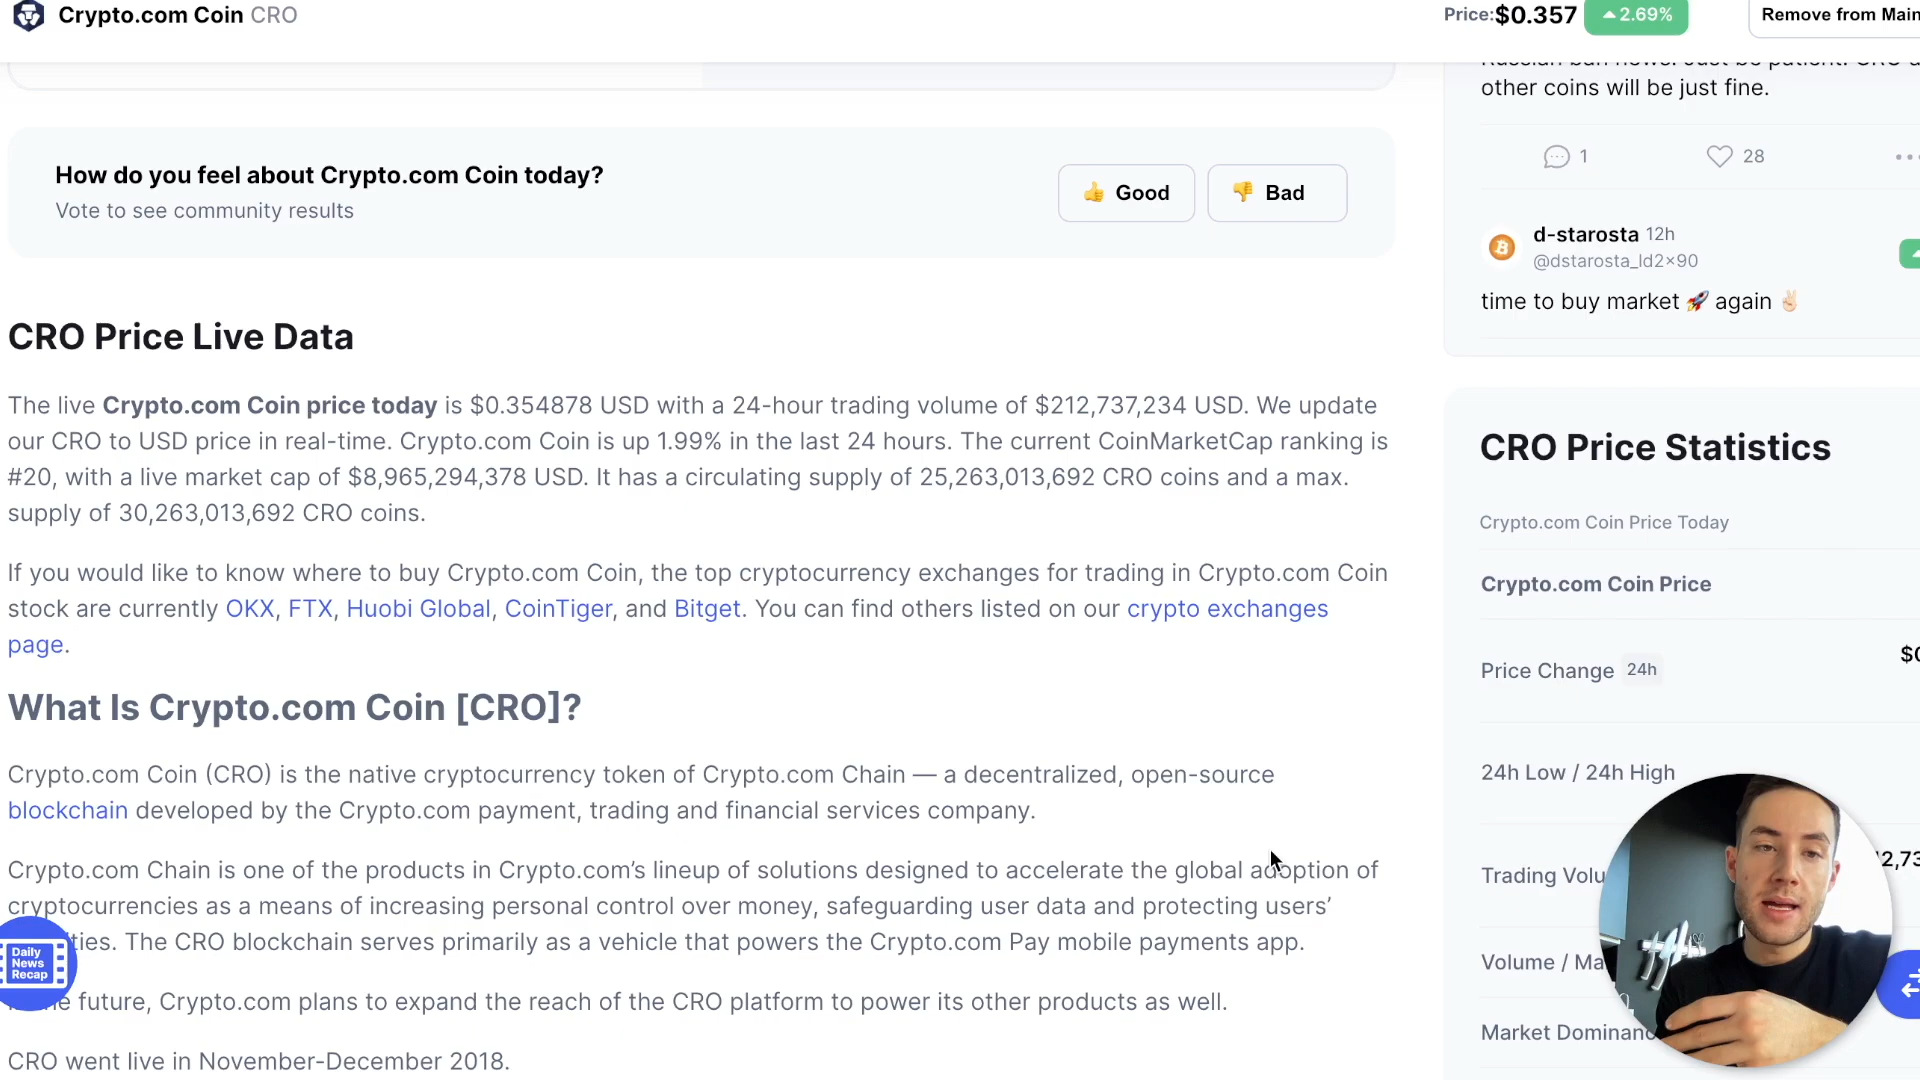 Crypto.com Coin CRO
Price:$0.357 2.69% Remove from Main
other coins will be just fine.
1 28
How do you feel about Crypto.com Coin today?
Vote to see community results
👍 Good
👎 Bad
d-starosta 12h
@dstarosta_ld2x90
time to buy market 🚀 again ✌🏻
CRO Price Live Data
The live Crypto.com Coin price today is $0.354878 USD with a 24-hour trading volume of $212,737,234 USD. We update
our CRO to USD price in real-time. Crypto.com Coin is up 1.99% in the last 24 hours. The current CoinMarketCap ranking is
#20, with a live market cap of $8,965,294,378 USD. It has a circulating supply of 25,263,013,692 CRO coins and a max.
supply of 30,263,013,692 CRO coins.
If you would like to know where to buy Crypto.com Coin, the top cryptocurrency exchanges for trading in Crypto.com Coin
stock are currently OKX, FTX, Huobi Global, CoinTiger, and Bitget. You can find others listed on our crypto exchanges
page.
What Is Crypto.com Coin [CRO]?
Crypto.com Coin (CRO) is the native cryptocurrency token of Crypto.com Chain — a decentralized, open-source
blockchain developed by the Crypto.com payment, trading and financial services company.
Crypto.com Chain is one of the products in Crypto.com’s lineup of solutions designed to accelerate the global adoption of
cryptocurrencies as a means of increasing personal control over money, safeguarding user data and protecting users’
ties. The CRO blockchain serves primarily as a vehicle that powers the Crypto.com Pay mobile payments app.
future, Crypto.com plans to expand the reach of the CRO platform to power its other products as well.
CRO went live in November-December 2018.
Daily
News
Recap
CRO Price Statistics
Crypto.com Coin Price Today
Crypto.com Coin Price
Price Change 24h
$0
24h Low / 24h High
Trading Volu
2,73
Volume / Ma
Market Dominanc